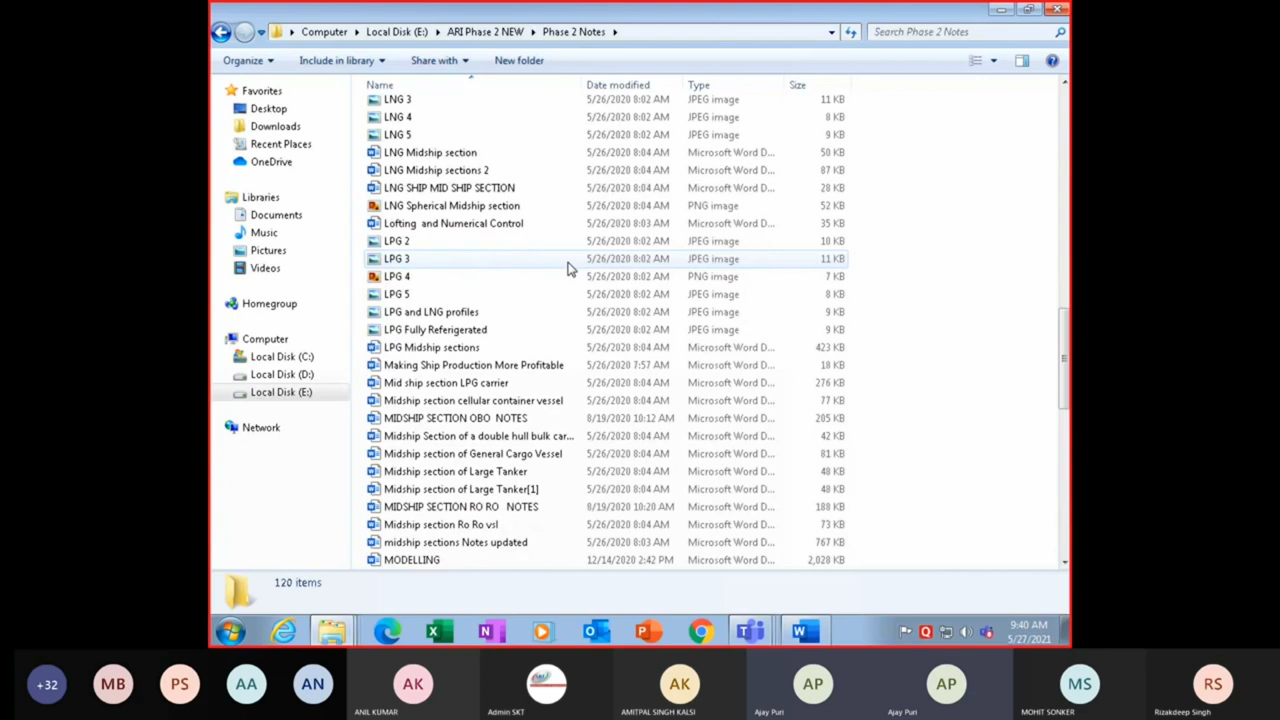 Computer Local Disk (E:) ARI Phase 2 NEW Phase 2 Notes Search Phase 2 Notes
Organize Include in library Share with New folder
Favorites
Desktop
Downloads
Recent Places
OneDrive
Libraries
Documents
Music
Pictures
Videos
Homegroup
Computer
Local Disk (C:)
Local Disk (D:)
Local Disk (E:)
Network
Name Date modified Type Size
LNG 3 5/26/2020 8:02 AM JPEG image 11 KB
LNG 4 5/26/2020 8:02 AM JPEG image 8 KB
LNG 5 5/26/2020 8:02 AM JPEG image 9 KB
LNG Midship section 5/26/2020 8:04 AM Microsoft Word D... 50 KB
LNG Midship sections 2 5/26/2020 8:04 AM Microsoft Word D... 87 KB
LNG SHIP MID SHIP SECTION 5/26/2020 8:04 AM Microsoft Word D... 28 KB
LNG Spherical Midship section 5/26/2020 8:04 AM PNG image 52 KB
Lofting and Numerical Control 5/26/2020 8:03 AM Microsoft Word D... 35 KB
LPG 2 5/26/2020 8:02 AM JPEG image 10 KB
LPG 3 5/26/2020 8:02 AM JPEG image 11 KB
LPG 4 5/26/2020 8:02 AM PNG image 7 KB
LPG 5 5/26/2020 8:02 AM JPEG image 8 KB
LPG and LNG profiles 5/26/2020 8:02 AM JPEG image 9 KB
LPG Fully Referigerated 5/26/2020 8:02 AM JPEG image 9 KB
LPG Midship sections 5/26/2020 8:04 AM Microsoft Word D... 423 KB
Making Ship Production More Profitable 5/26/2020 7:57 AM Microsoft Word D... 18 KB
Mid ship section LPG carrier 5/26/2020 8:04 AM Microsoft Word D... 276 KB
Midship section cellular container vessel 5/26/2020 8:04 AM Microsoft Word D... 77 KB
MIDSHIP SECTION OBO NOTES 8/19/2020 10:12 AM Microsoft Word D... 205 KB
Midship Section of a double hull bulk car... 5/26/2020 8:04 AM Microsoft Word D... 42 KB
Midship section of General Cargo Vessel 5/26/2020 8:04 AM Microsoft Word D... 81 KB
Midship section of Large Tanker 5/26/2020 8:04 AM Microsoft Word D... 48 KB
Midship section of Large Tanker[1] 5/26/2020 8:04 AM Microsoft Word D... 48 KB
MIDSHIP SECTION RO RO NOTES 8/19/2020 10:20 AM Microsoft Word D... 188 KB
Midship section Ro Ro vsl 5/26/2020 8:04 AM Microsoft Word D... 73 KB
midship sections Notes updated 5/26/2020 8:03 AM Microsoft Word D... 767 KB
MODELLING 12/14/2020 2:42 PM Microsoft Word D... 2,028 KB
120 items
9:40 AM
5/27/2021
+32 MB PS AA AN AK AK AP AP MS RS
ANIL KUMAR Admin SKT AMITPAL SINGH KALSI Ajay Puri Ajay Puri MOHIT SONKER Rizakdeep Singh